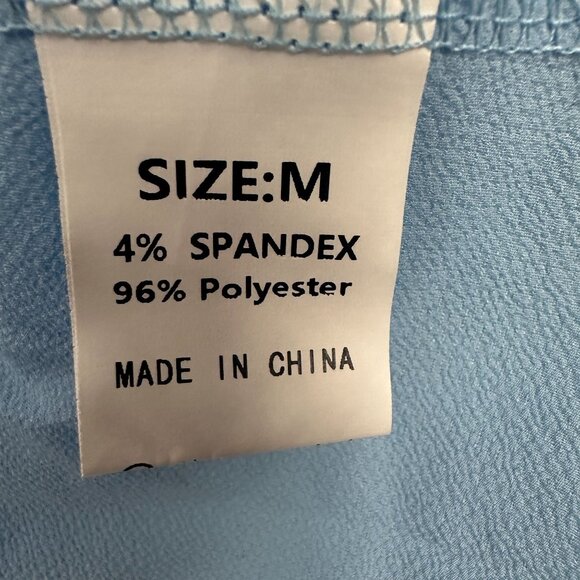 SIZE:M
4% SPANDEX
96% Polyester
MADE IN CHINA